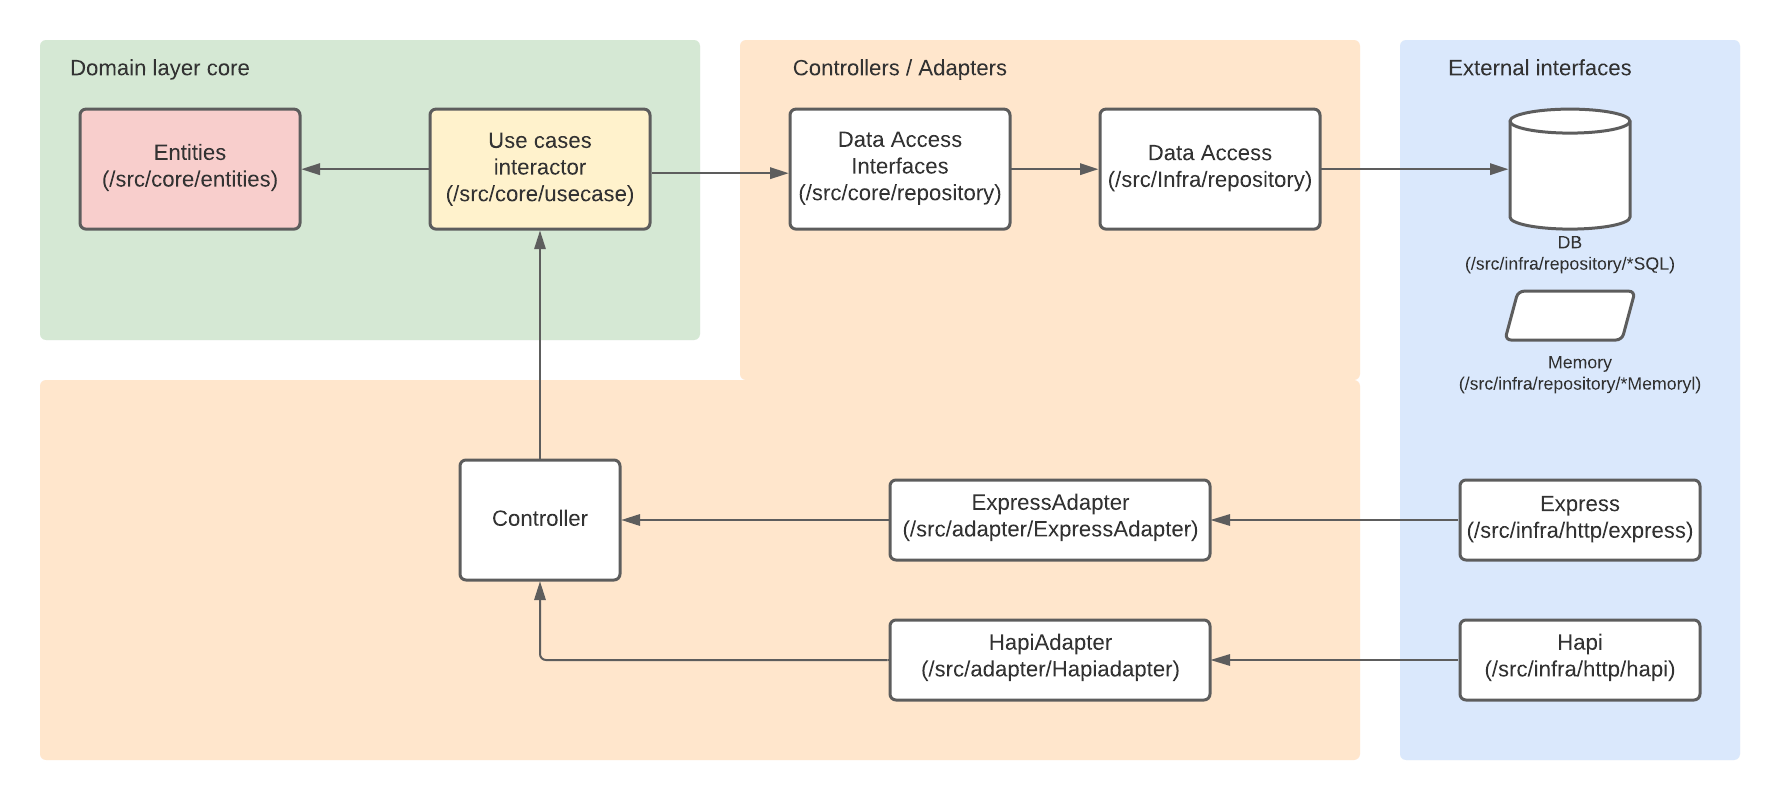 Domain layer core
Entities
(/src/core/entities)
Use cases
interactor
(/src/core/usecase)
Controllers / Adapters
Data Access
Interfaces
(/src/core/repository)
Data Access
(/src/Infra/repository)
External interfaces
DB
(/src/infra/repository/*SQL)
Memory
(/src/infra/repository/*Memoryl)
Controller
ExpressAdapter
(/src/adapter/ExpressAdapter)
Express
(/src/infra/http/express)
HapiAdapter
(/src/adapter/Hapiadapter)
Hapi
(/src/infra/http/hapi)